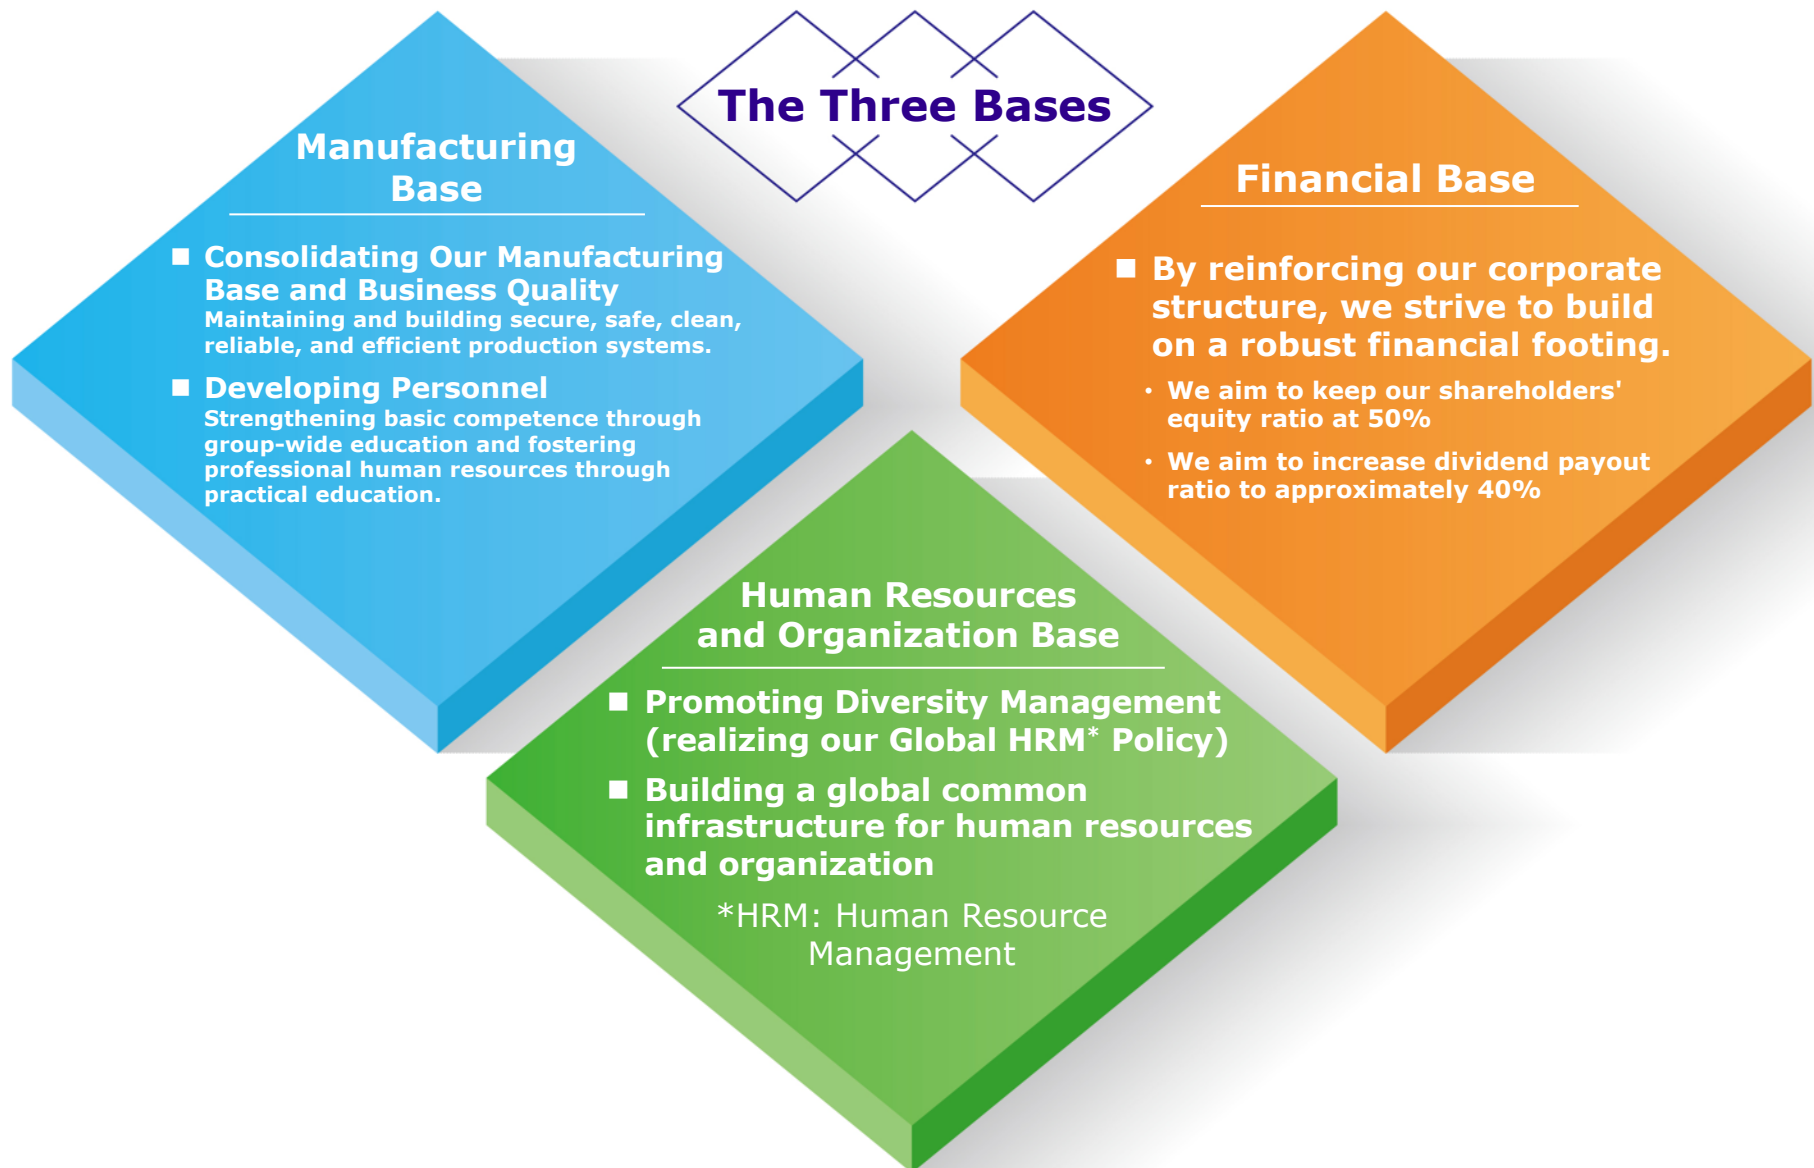 The Three Bases
Manufacturing
Base
■ Consolidating Our Manufacturing
Base and Business Quality
Maintaining and building secure, safe, clean,
reliable, and efficient production systems.
■ Developing Personnel
Strengthening basic competence through
group-wide education and fostering
professional human resources through
practical education.
Financial Base
■ By reinforcing our corporate
structure, we strive to build
on a robust financial footing.
・ We aim to keep our shareholders'
equity ratio at 50%
・ We aim to increase dividend payout
ratio to approximately 40%
Human Resources
and Organization Base
■ Promoting Diversity Management
(realizing our Global HRM* Policy)
■ Building a global common
infrastructure for human resources
and organization
*HRM: Human Resource
Management